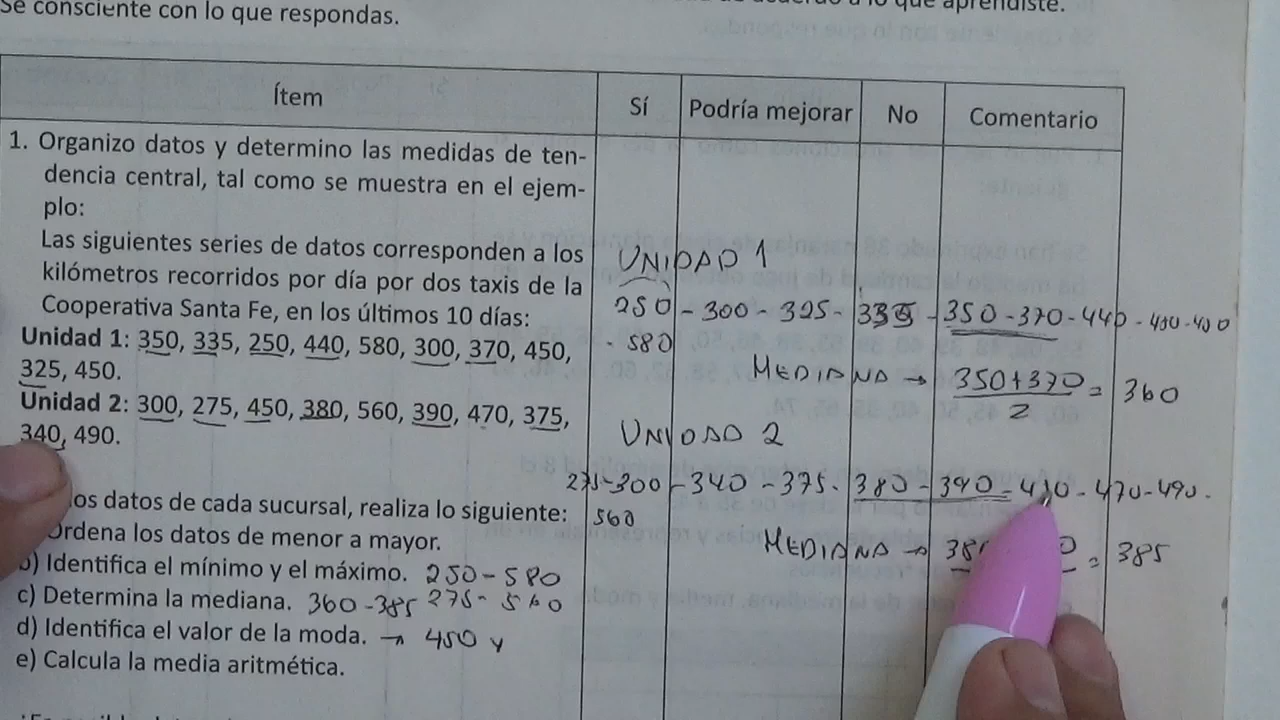 Se consciente con lo que respondas.
lo que aprendiste.
Ítem
Sí
Podría mejorar
No
Comentario
1. Organizo datos y determino las medidas de ten-
dencia central, tal como se muestra en el ejem-
plo:
Las siguientes series de datos corresponden a los
kilómetros recorridos por día por dos taxis de la
Cooperativa Santa Fe, en los últimos 10 días:
Unidad 1: 350, 335, 250, 440, 580, 300, 370, 450,
325, 450.
Unidad 2: 300, 275, 450, 380, 560, 390, 470, 375,
340, 490.
los datos de cada sucursal, realiza lo siguiente:
Ordena los datos de menor a mayor.
b) Identifica el mínimo y el máximo. 250 - 580
c) Determina la mediana. 360 - 385 275 - 560
d) Identifica el valor de la moda. → 450 y
e) Calcula la media aritmética.
UNIDAD 1
250 - 300 - 325 - 335 - 350 - 370 - 440 - 450 - 450
- 580
MEDIANA → 350+370 = 360
2
UNIDAD 2
275 - 300 - 340 - 375 - 380 - 390 - 450 - 470 - 490 -
560
MEDIANA → = 385